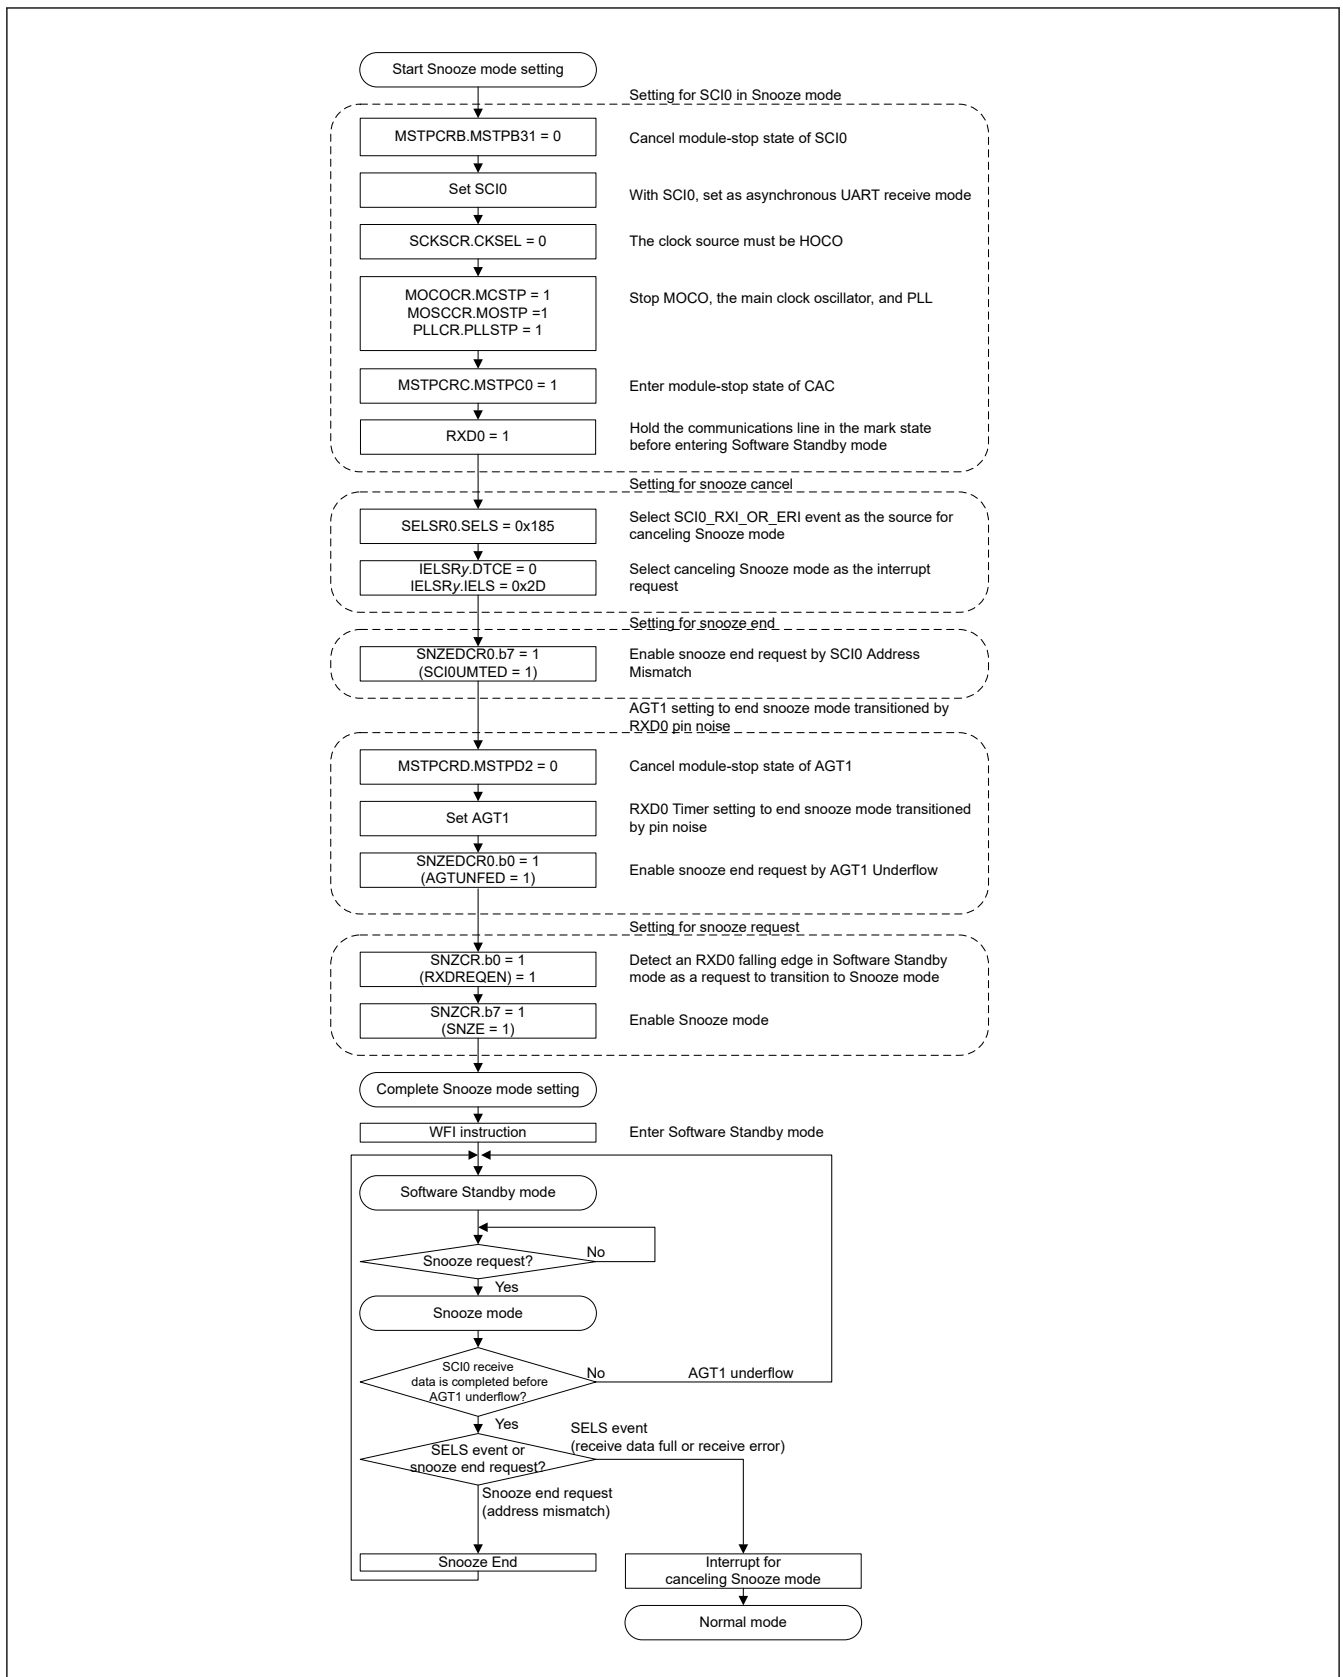 Start Snooze mode setting
Setting for SCI0 in Snooze mode
MSTPCRB.MSTPB31 = 0
Cancel module-stop state of SCI0
Set SCI0
With SCI0, set as asynchronous UART receive mode
SCKSCR.CKSEL = 0
The clock source must be HOCO
MOCOCR.MCSTP = 1
MOSCCR.MOSTP =1
PLLCR.PLLSTP = 1
Stop MOCO, the main clock oscillator, and PLL
MSTPCRC.MSTPC0 = 1
Enter module-stop state of CAC
RXD0 = 1
Hold the communications line in the mark state
before entering Software Standby mode
Setting for snooze cancel
SELSR0.SELS = 0x185
Select SCI0_RXI_OR_ERI event as the source for
canceling Snooze mode
IELSRy.DTCE = 0
IELSRy.IELS = 0x2D
Select canceling Snooze mode as the interrupt
request
Setting for snooze end
SNZEDCR0.b7 = 1
(SCI0UMTED = 1)
Enable snooze end request by SCI0 Address
Mismatch
AGT1 setting to end snooze mode transitioned by
RXD0 pin noise
MSTPCRD.MSTPD2 = 0
Cancel module-stop state of AGT1
Set AGT1
RXD0 Timer setting to end snooze mode transitioned
by pin noise
SNZEDCR0.b0 = 1
(AGTUNFED = 1)
Enable snooze end request by AGT1 Underflow
Setting for snooze request
SNZCR.b0 = 1
(RXDREQEN) = 1
Detect an RXD0 falling edge in Software Standby
mode as a request to transition to Snooze mode
SNZCR.b7 = 1
(SNZE = 1)
Enable Snooze mode
Complete Snooze mode setting
WFI instruction
Enter Software Standby mode
Software Standby mode
Snooze request?
No
Yes
Snooze mode
SCI0 receive
data is completed before
AGT1 underflow?
No
AGT1 underflow
Yes
SELS event
(receive data full or receive error)
SELS event or
snooze end request?
Snooze end request
(address mismatch)
Snooze End
Interrupt for
canceling Snooze mode
Normal mode